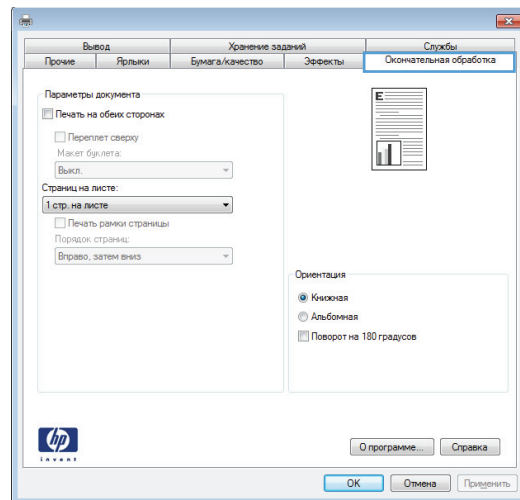 Вывод
Хранение заданий
Службы
Прочие
Ярлыки
Бумага/качество
Эффекты
Окончательная обработка
Параметры документа
Печать на обеих сторонах
Переплет сверху
Макет буклета:
Выкл.
Страниц на листе:
1 стр. на листе
Печать рамки страницы
Порядок страниц:
Вправо, затем вниз
E
Ориентация
Книжная
Альбомная
Поворот на 180 градусов
hp
invent
О программе...
Справка
OK
Отмена
Применить